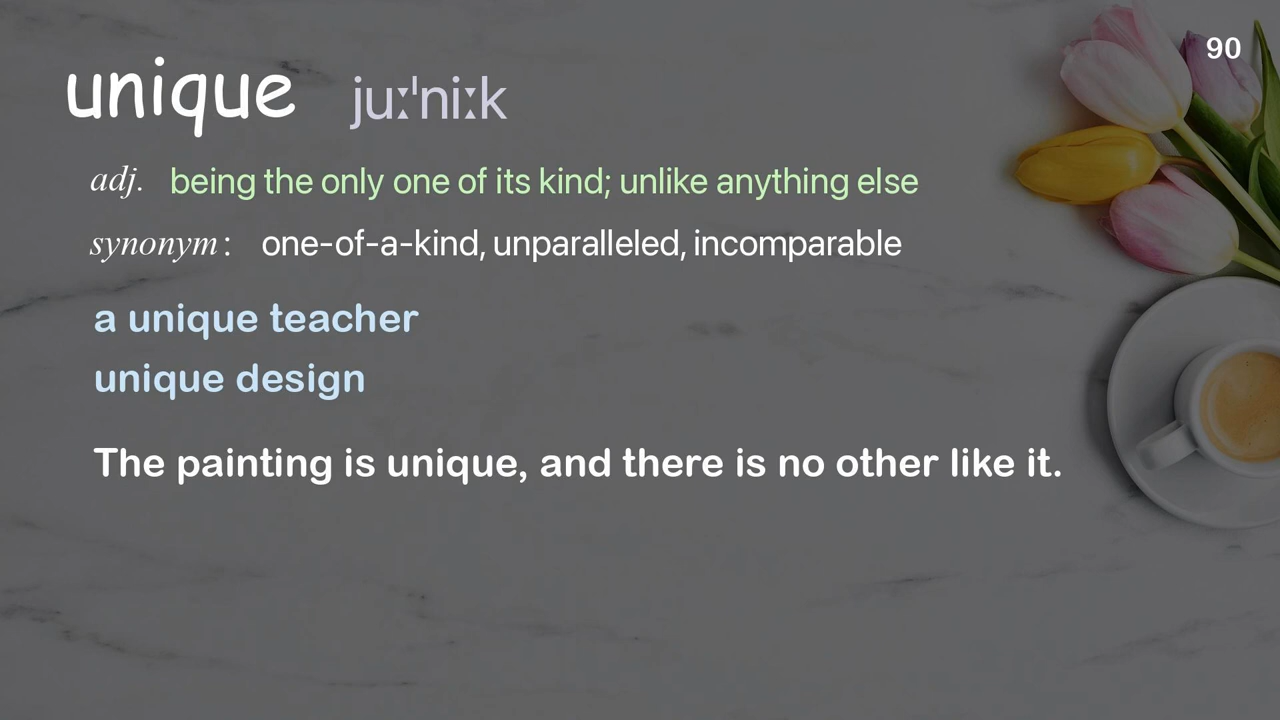 90
unique juːˈniːk
adj. being the only one of its kind; unlike anything else
synonym: one-of-a-kind, unparalleled, incomparable
a unique teacher
unique design
The painting is unique, and there is no other like it.